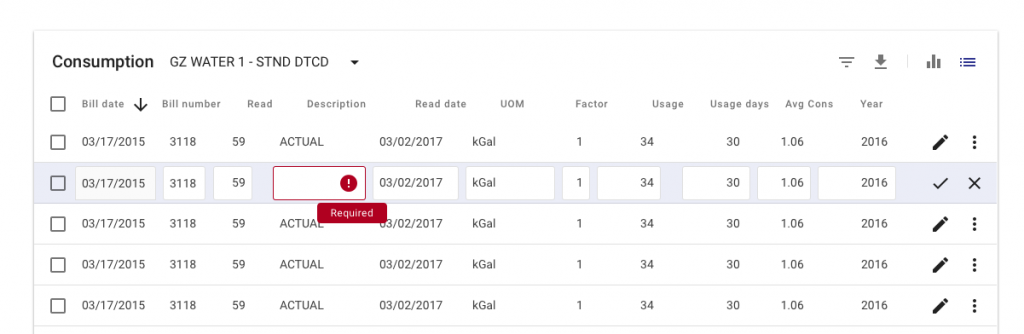 Consumption GZ WATER 1 - STND DTCD
Bill date Bill number Read Description Read date UOM Factor Usage Usage days Avg Cons Year
03/17/2015 3118 59 ACTUAL 03/02/2017 kGal 1 34 30 1.06 2016
03/17/2015 3118 59 ! 03/02/2017 kGal 1 34 30 1.06 2016
Required
03/17/2015 3118 59 ACTUAL 03/02/2017 kGal 1 34 30 1.06 2016
03/17/2015 3118 59 ACTUAL 03/02/2017 kGal 1 34 30 1.06 2016
03/17/2015 3118 59 ACTUAL 03/02/2017 kGal 1 34 30 1.06 2016